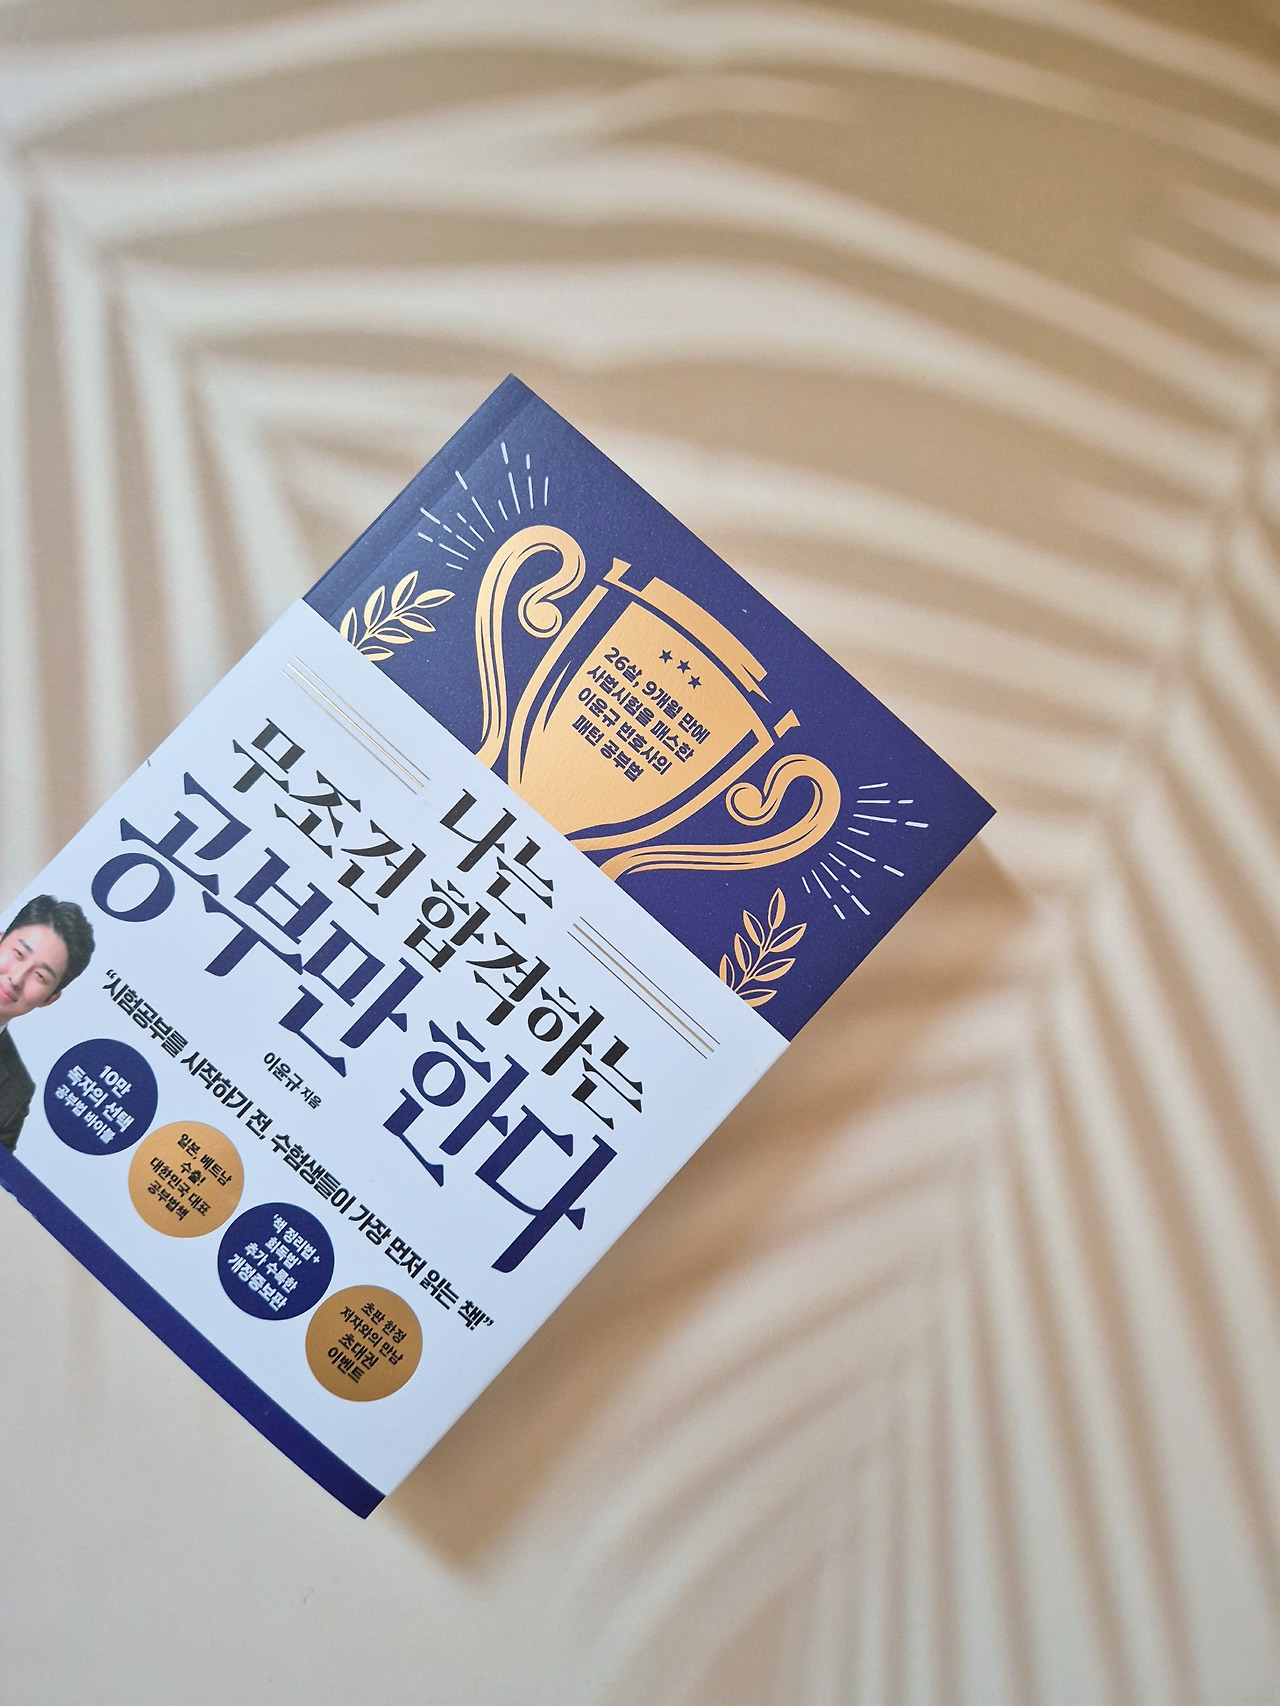 ★★★
26살, 9개월 만에
사법시험을 패스한
이윤규 변호사의
패턴 공부법
나는
무조건 합격하는
공부만 한다
이윤규 지음
“시험공부를 시작하기 전, 수험생들이 가장 먼저 읽는 책!”
10만
독자의 선택
공부법 바이블
일본, 베트남
수출!
대한민국 대표
공부법책
‘책 정리법+
회독법’
추가 수록한
개정증보판
초판 한정
저자와의 만남
초대권
이벤트